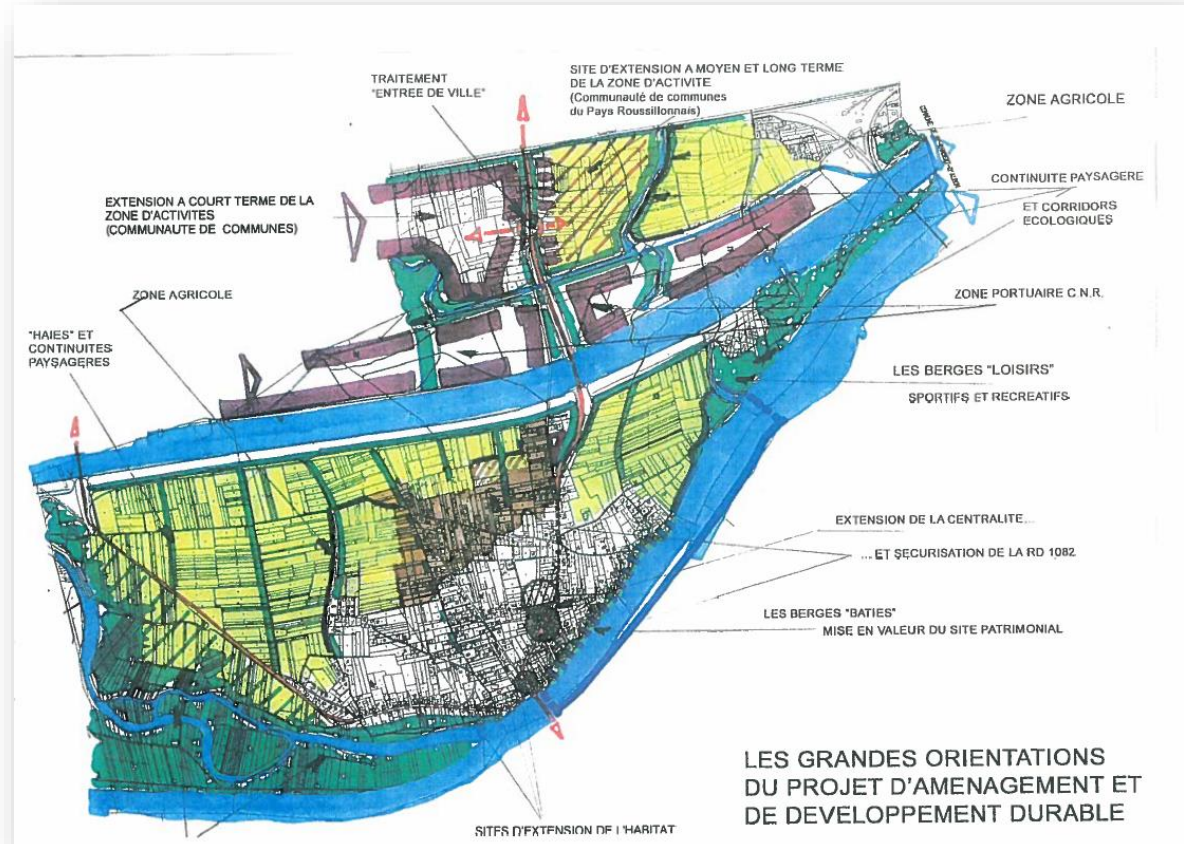 TRAITEMENT
"ENTREE DE VILLE"
SITE D'EXTENSION A MOYEN ET LONG TERME
DE LA ZONE D'ACTIVITE
(Communauté de communes
du Pays Roussillonnais)
ZONE AGRICOLE
CONTINUITE PAYSAGERE
ET CORRIDORS
ECOLOGIQUES
EXTENSION A COURT TERME DE LA
ZONE D'ACTIVITES
(COMMUNAUTE DE COMMUNES)
ZONE AGRICOLE
ZONE PORTUAIRE C.N.R.
"HAIES" ET
CONTINUITES
PAYSAGERES
LES BERGES "LOISIRS"
SPORTIFS ET RECREATIFS
EXTENSION DE LA CENTRALITE...
... ET SECURISATION DE LA RD 1082
LES BERGES "BATIES"
MISE EN VALEUR DU SITE PATRIMONIAL
LES GRANDES ORIENTATIONS
DU PROJET D'AMENAGEMENT ET
DE DEVELOPPEMENT DURABLE
SITES D'EXTENSION DE L'HABITAT